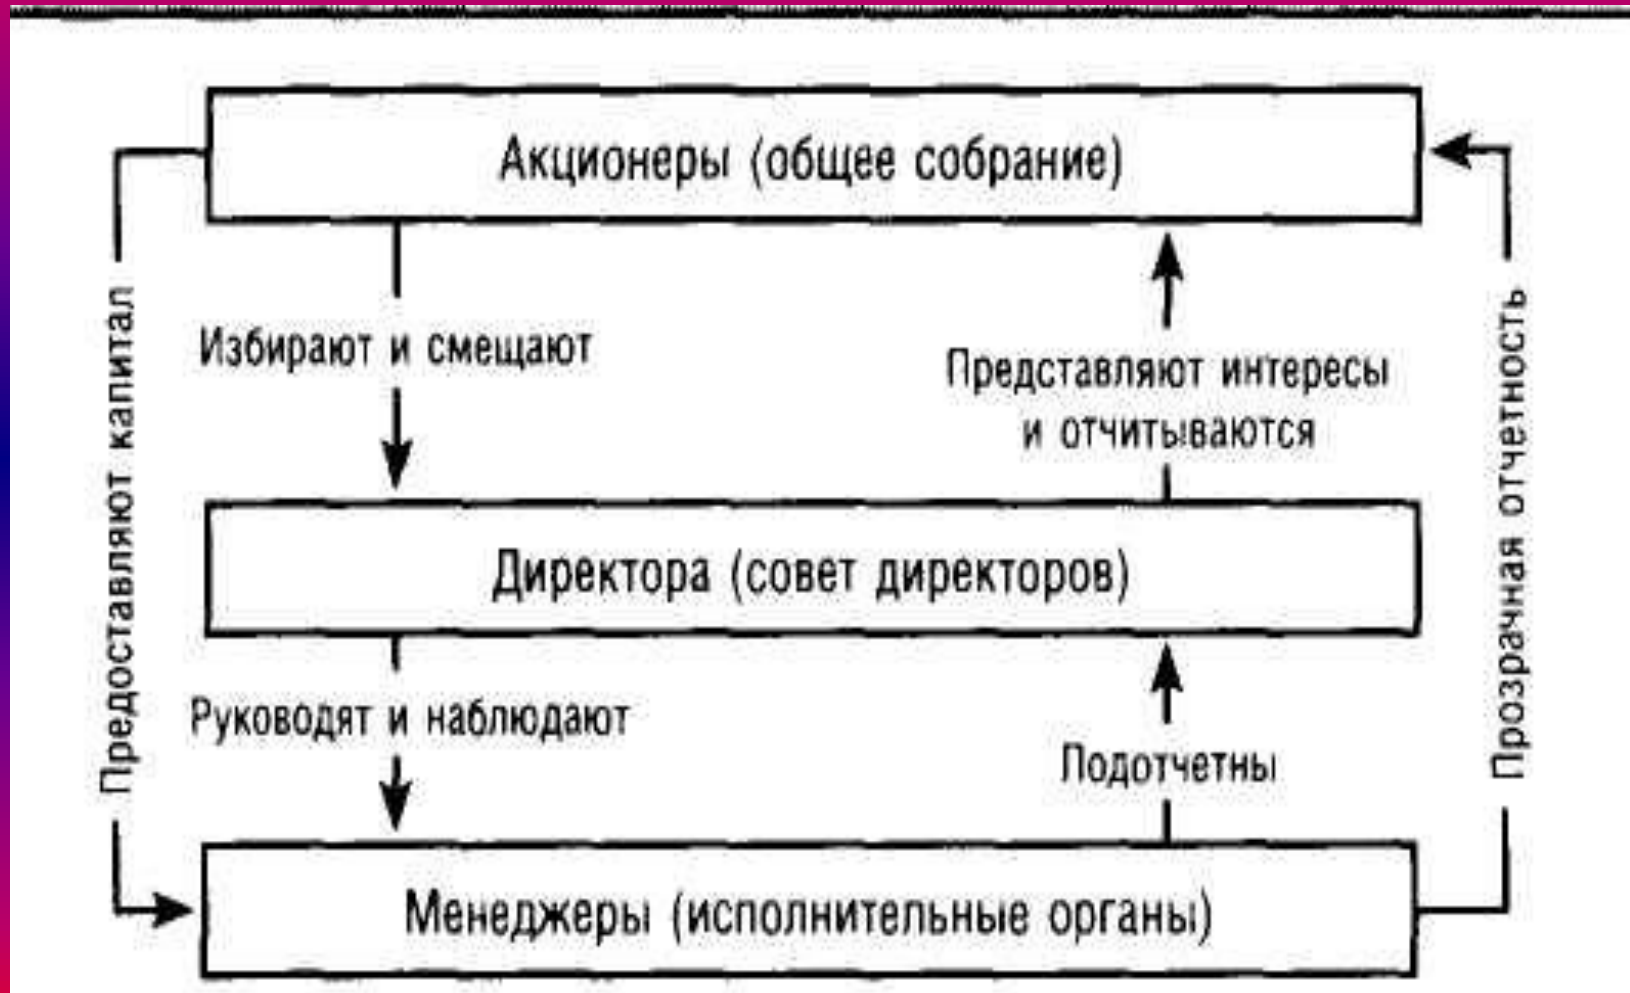 Акционеры (общее собрание)
Избирают и смещают
Представляют интересы
и отчитываются
Предоставляют капитал
Прозрачная отчетность
Директора (совет директоров)
Руководят и наблюдают
Подотчетны
Менеджеры (исполнительные органы)